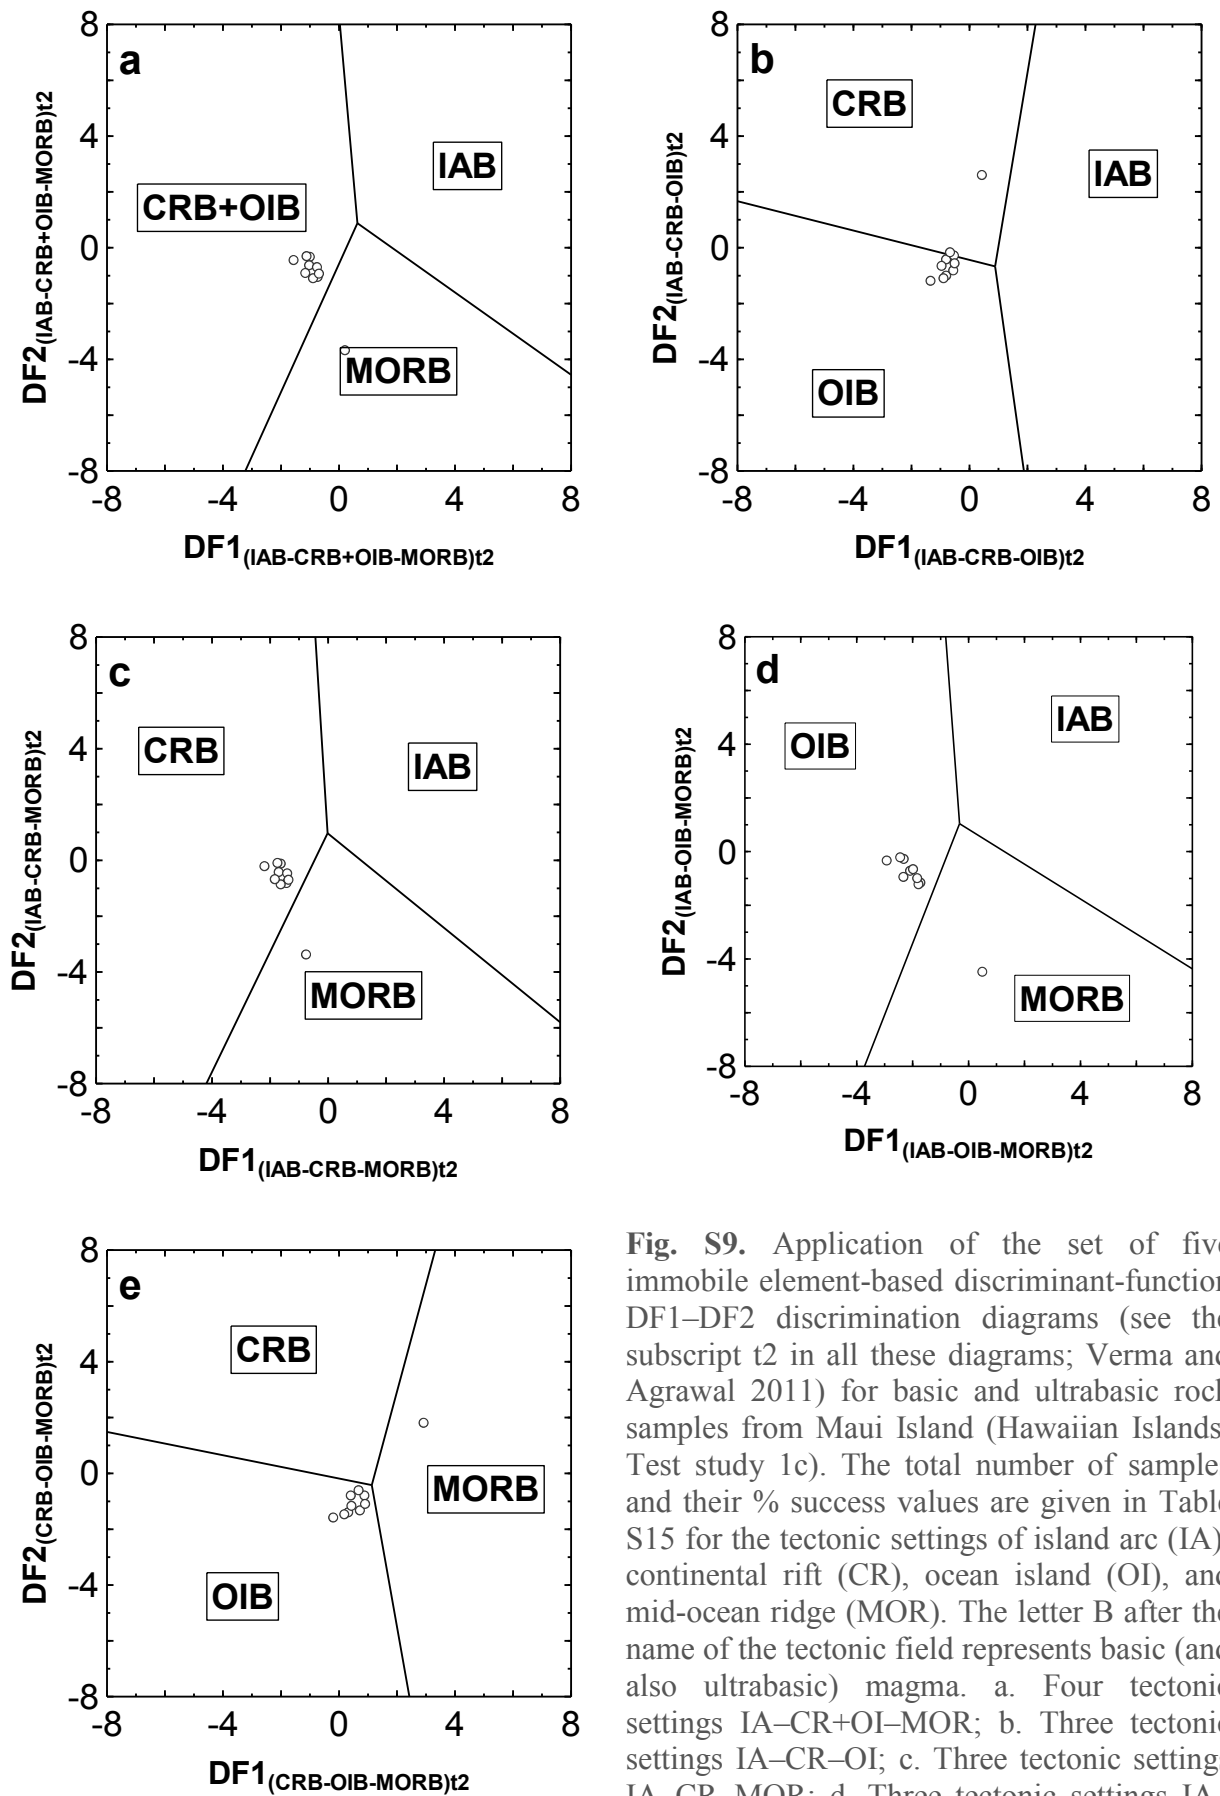 a
8
4
0
-4
-8
-8 -4 0 4 8
DF2(IAB-CRB+OIB-MORB)t2
DF1(IAB-CRB+OIB-MORB)t2
IAB
CRB+OIB
MORB
b
8
4
0
-4
-8
-8 -4 0 4 8
DF2(IAB-CRB-OIB)t2
DF1(IAB-CRB-OIB)t2
CRB
IAB
OIB
c
8
4
0
-4
-8
-8 -4 0 4 8
DF2(IAB-CRB-MORB)t2
DF1(IAB-CRB-MORB)t2
CRB
IAB
MORB
d
8
4
0
-4
-8
-8 -4 0 4 8
DF2(IAB-OIB-MORB)t2
DF1(IAB-OIB-MORB)t2
IAB
OIB
MORB
e
8
4
0
-4
-8
-8 -4 0 4 8
DF2(CRB-OIB-MORB)t2
DF1(CRB-OIB-MORB)t2
CRB
MORB
OIB
Fig. S9. Application of the set of five
immobile element-based discriminant-function
DF1–DF2 discrimination diagrams (see the
subscript t2 in all these diagrams; Verma and
Agrawal 2011) for basic and ultrabasic rock
samples from Maui Island (Hawaiian Islands,
Test study 1c). The total number of sample
and their % success values are given in Table
S15 for the tectonic settings of island arc (IA),
continental rift (CR), ocean island (OI), and
mid-ocean ridge (MOR). The letter B after the
name of the tectonic field represents basic (and
also ultrabasic) magma. a. Four tectonic
settings IA–CR+OI–MOR; b. Three tectonic
settings IA–CR–OI; c. Three tectonic setting
IA–CR–MOR; d. Three tectonic settings IA–